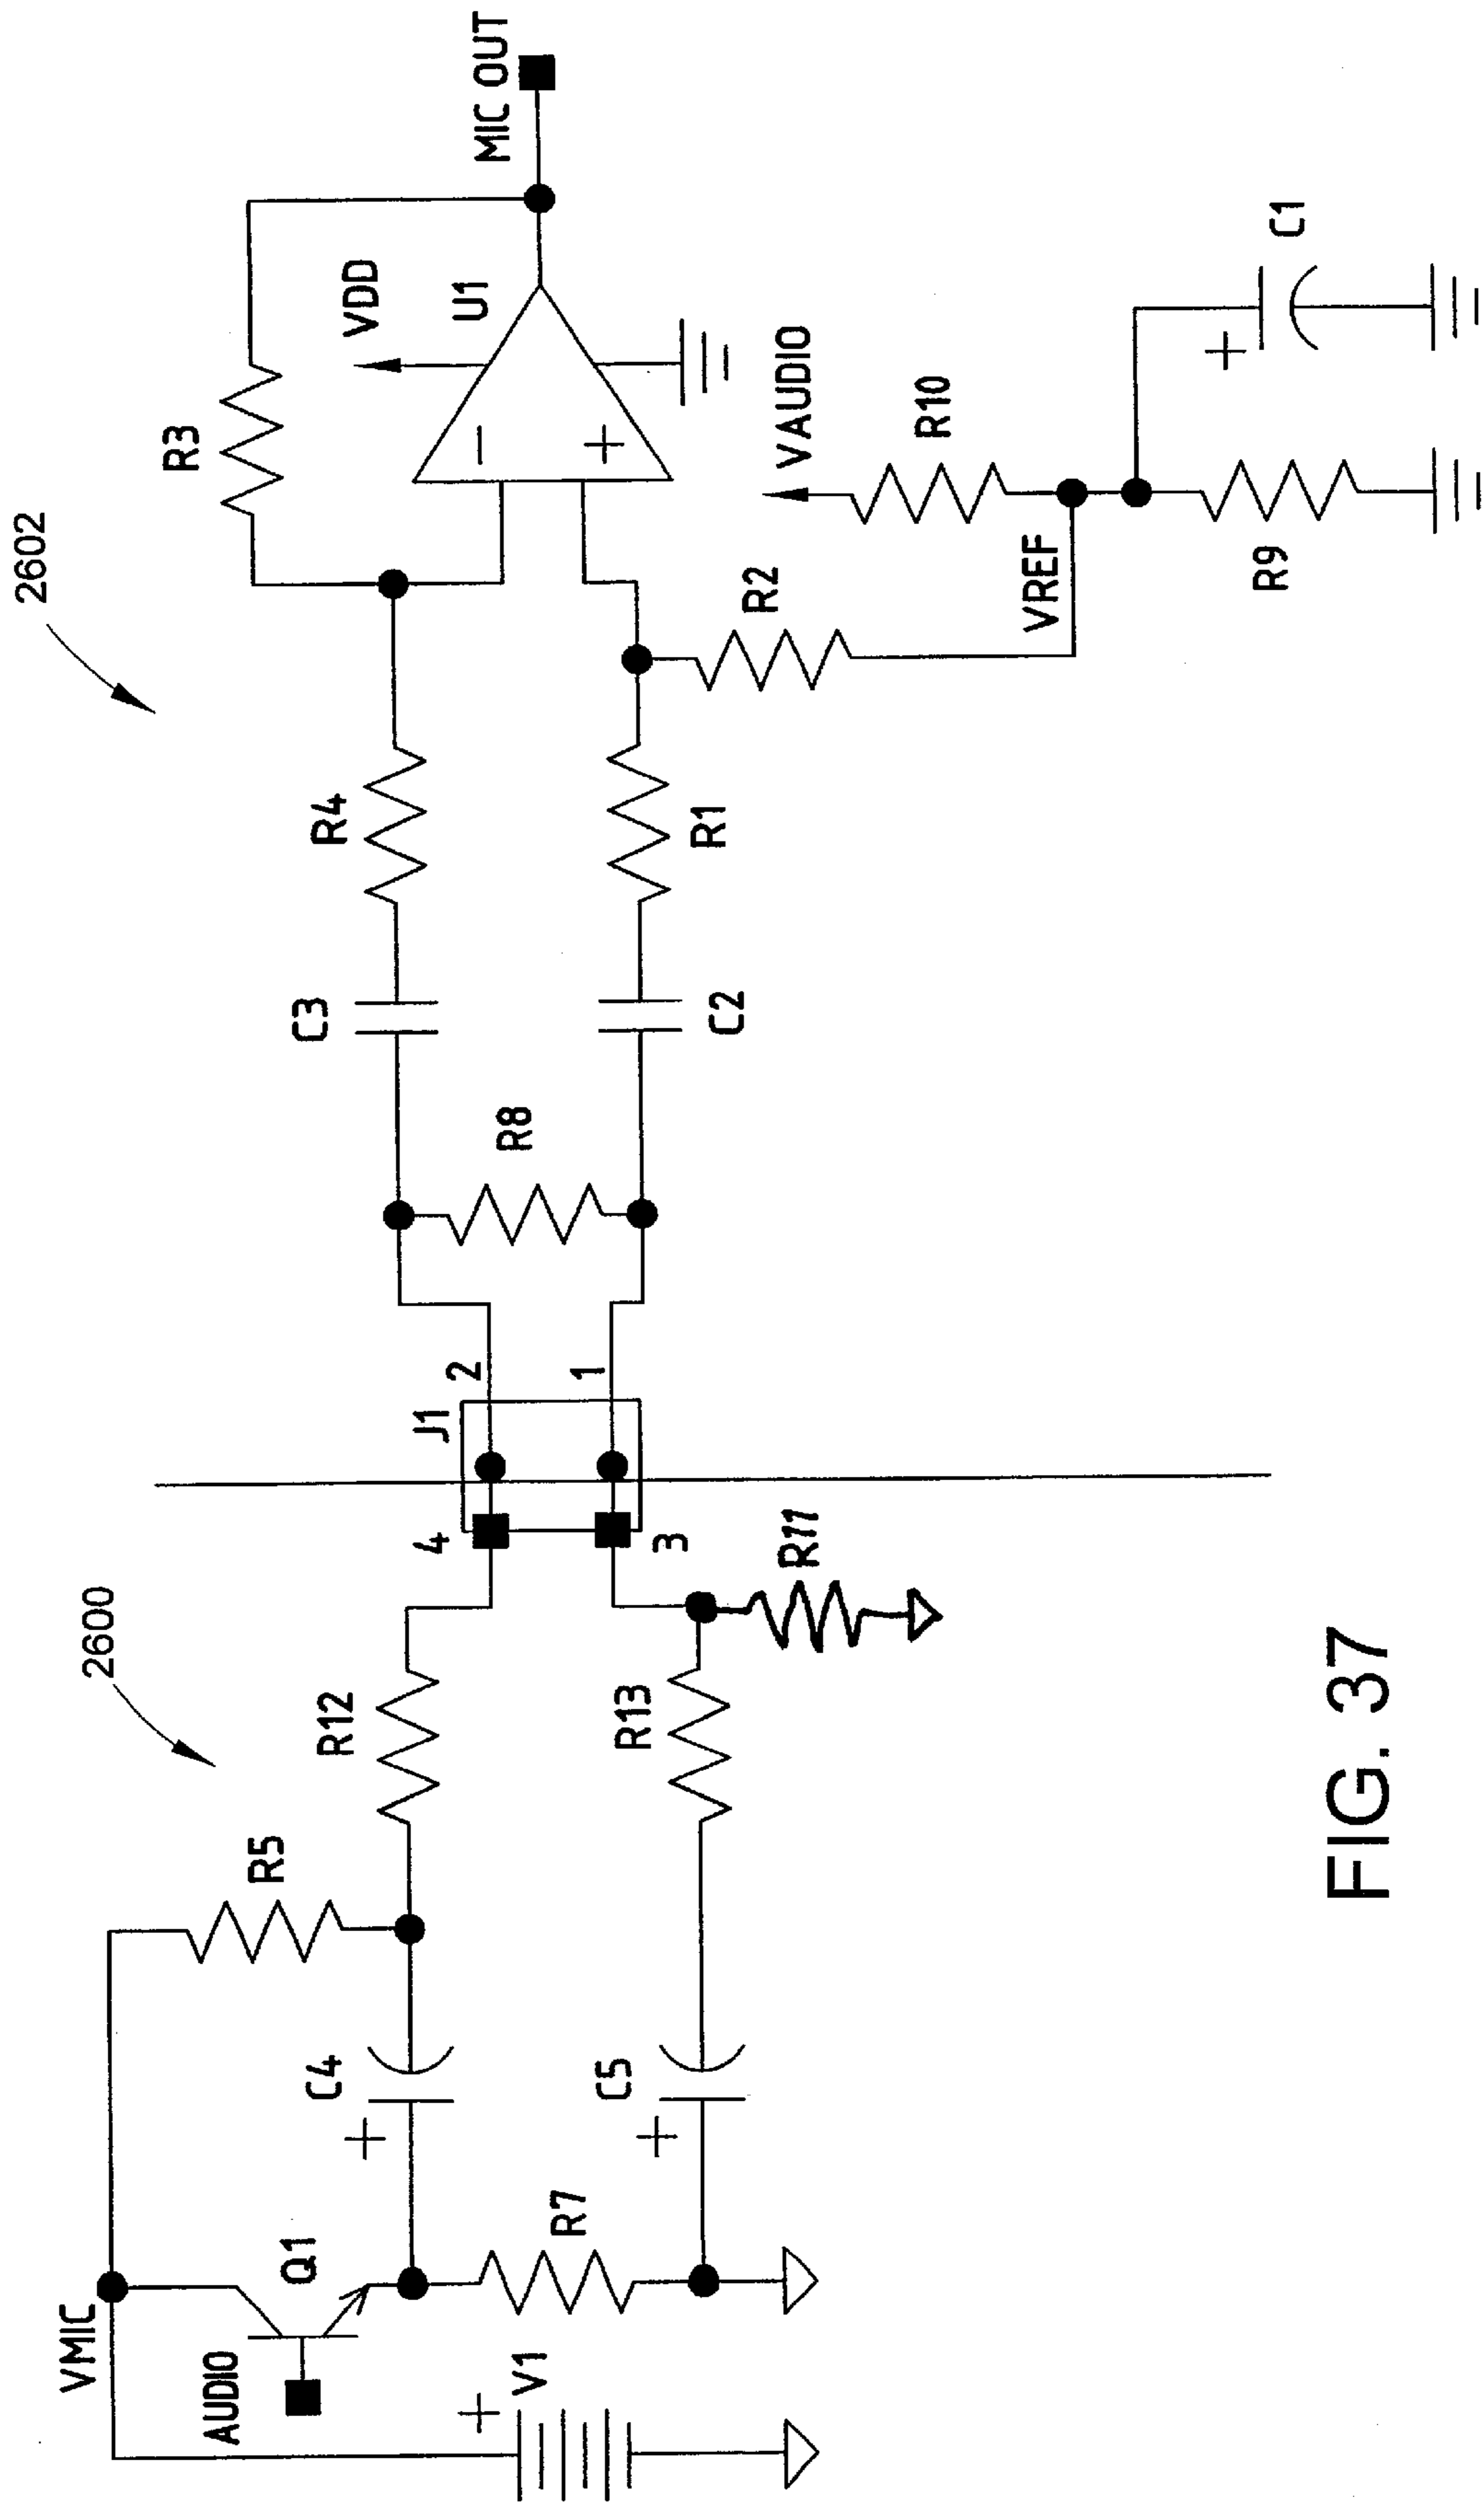 2602
R3
VDD
U1
MIC OUT
R4
C3
R8
J1
2
1
4
3
R1
C2
R2
VAUDIO
R10
VREF
R9
C1
2600
R12
R5
R13
R11
C4
C5
R7
VMIC
Q1
AUDIO
V1
FIG. 37